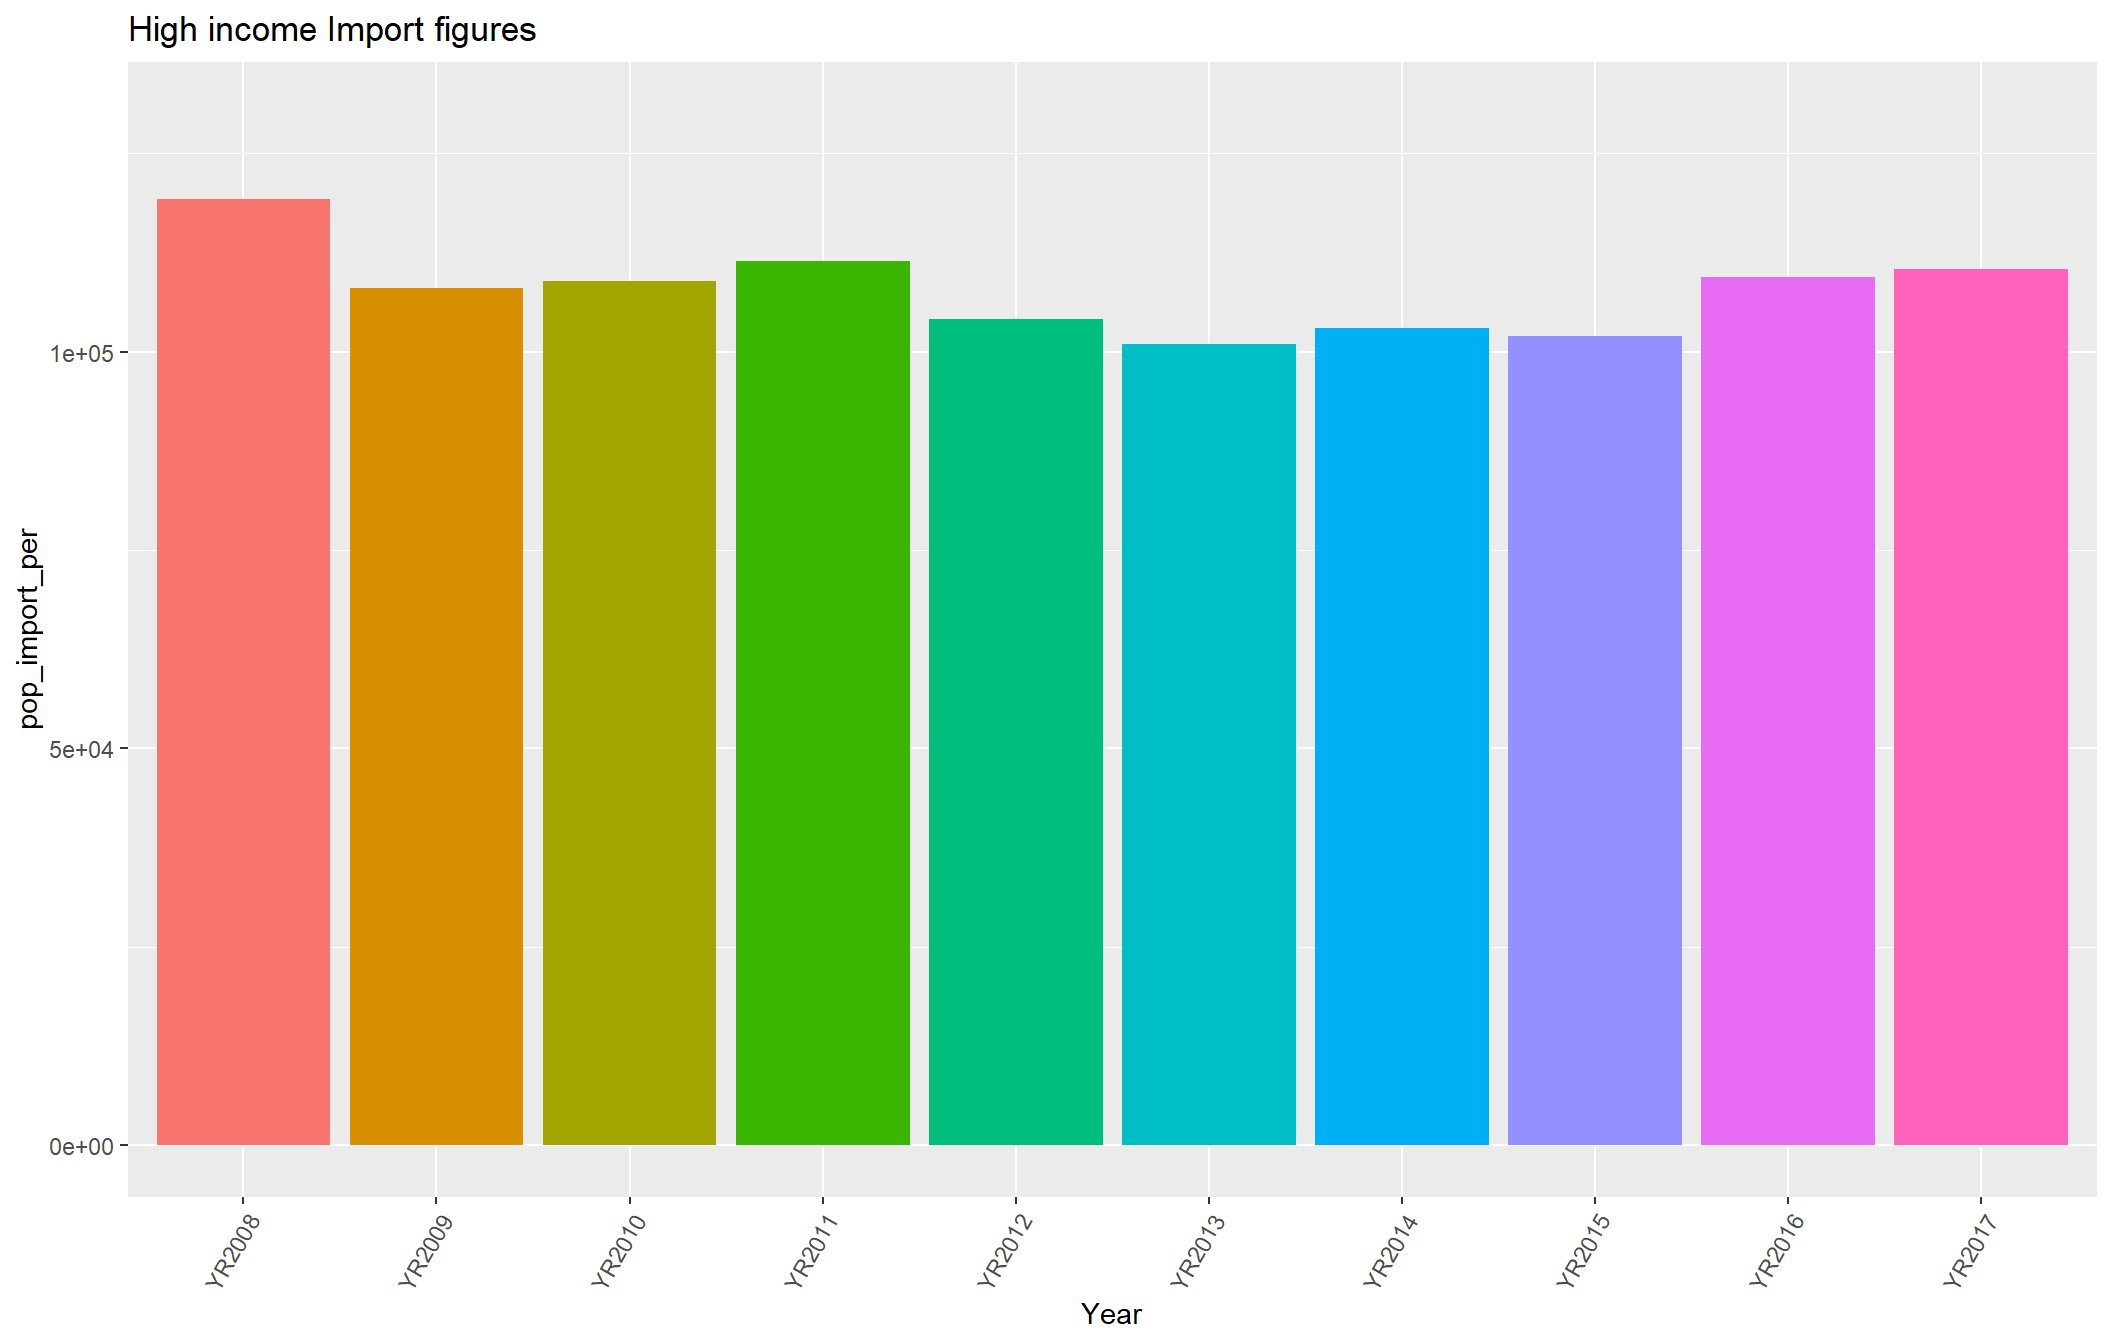 High income Import figures
pop_import_per
1e+05
5e+04
0e+00
YR2008
YR2009
YR2010
YR2011
YR2012
YR2013
YR2014
YR2015
YR2016
YR2017
Year